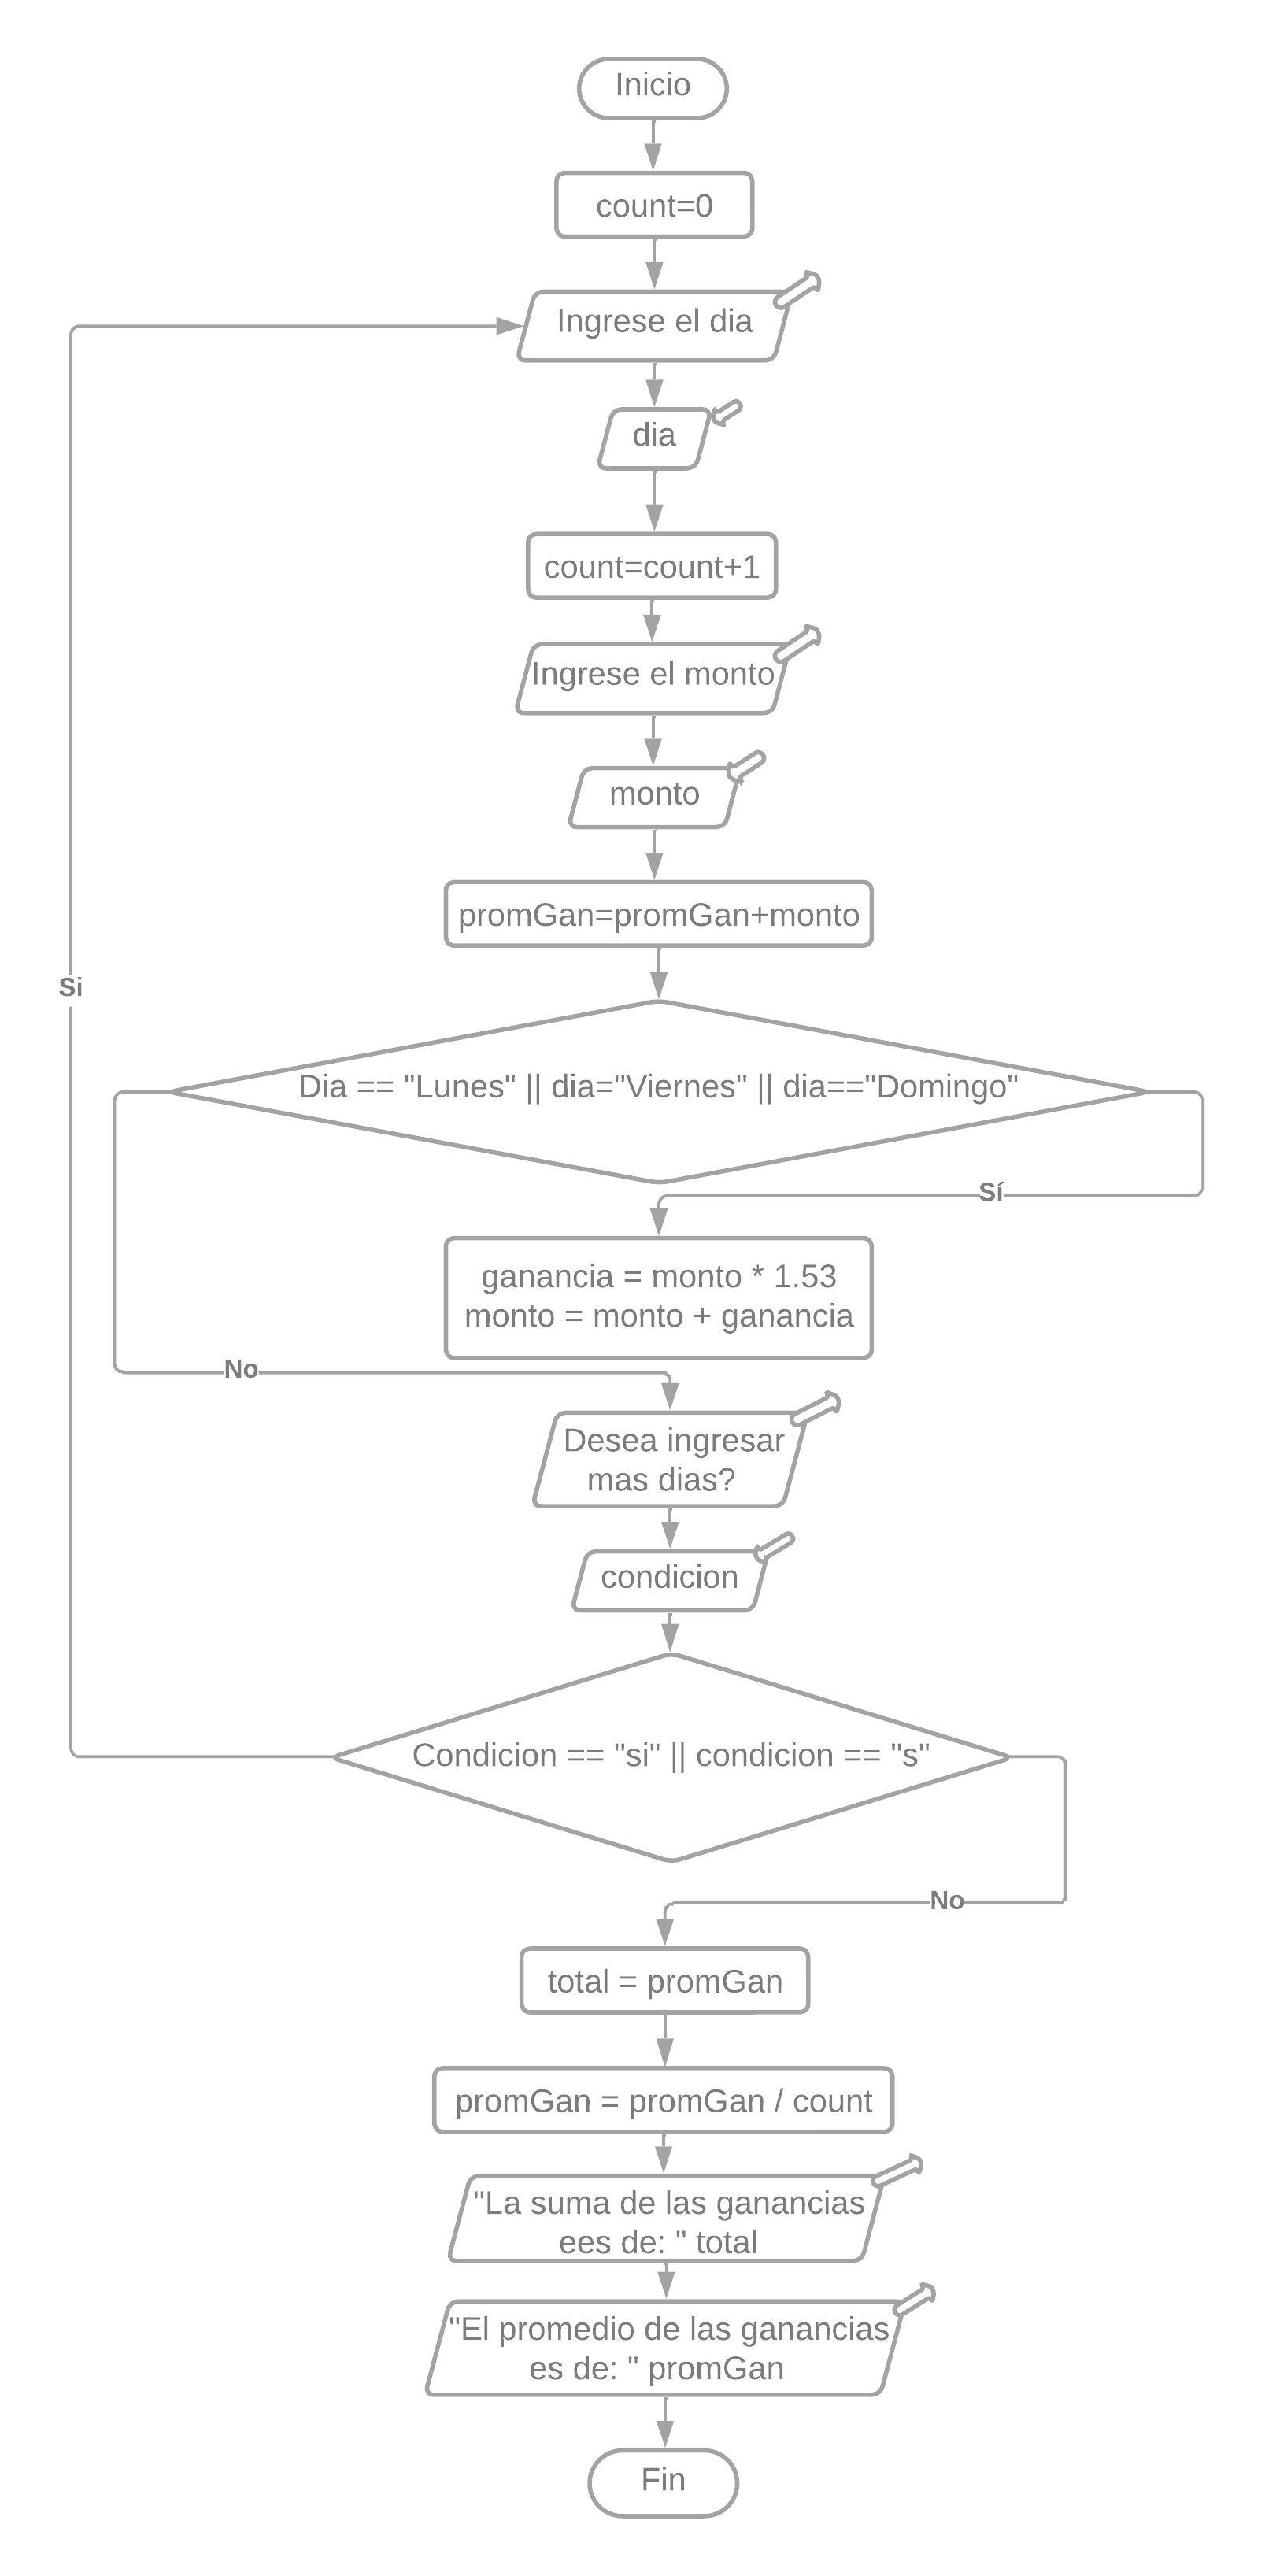 Inicio
count=0
Ingrese el dia
dia
count=count+1
Ingrese el monto
monto
promGan=promGan+monto
Si
Dia == "Lunes" || dia="Viernes" || dia=="Domingo"
Sí
ganancia = monto * 1.53
monto = monto + ganancia
No
Desea ingresar
mas dias?
condicion
Condicion == "si" || condicion == "s"
No
total = promGan
promGan = promGan / count
"La suma de las ganancias
ees de: " total
"El promedio de las ganancias
es de: " promGan
Fin